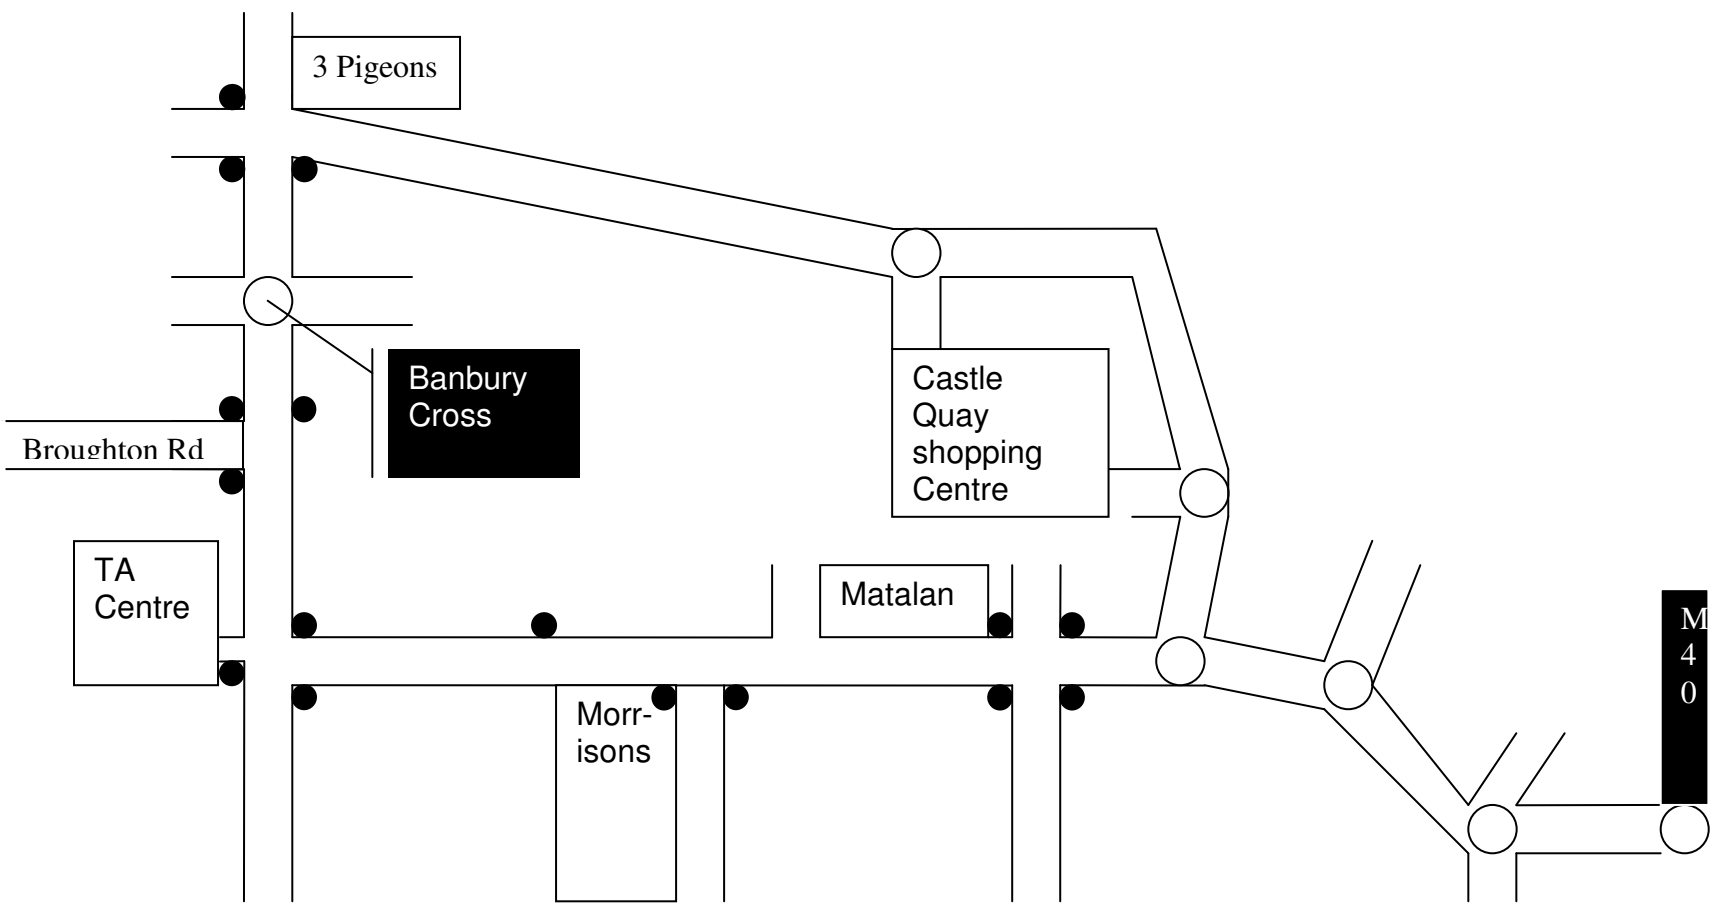 3 Pigeons
Banbury
Cross
Broughton Rd
Castle
Quay
shopping
Centre
TA
Centre
Matalan
Morr-
isons
M
4
0